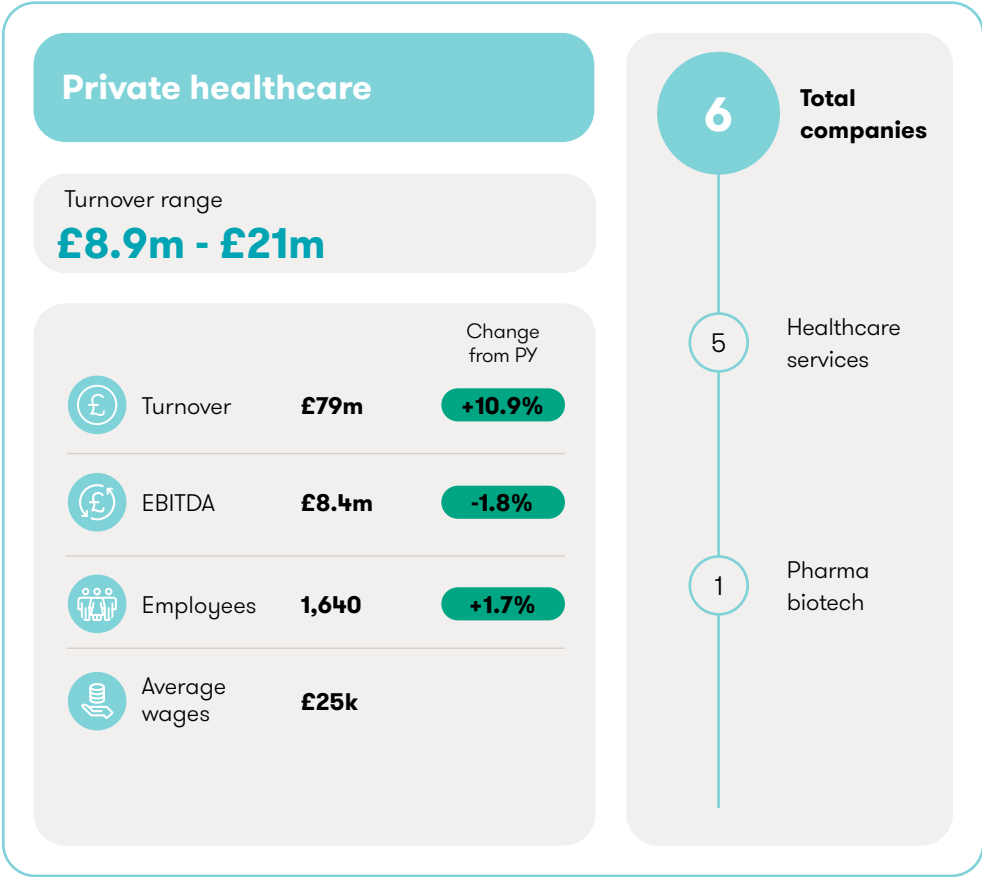 Private healthcare
Turnover range
£8.9m - £21m
Change
from PY
£
Turnover £79m +10.9%
£
EBITDA £8.4m -1.8%
Employees 1,640 +1.7%
Average
wages
£25k
6
Total
companies
5
Healthcare
services
1
Pharma
biotech